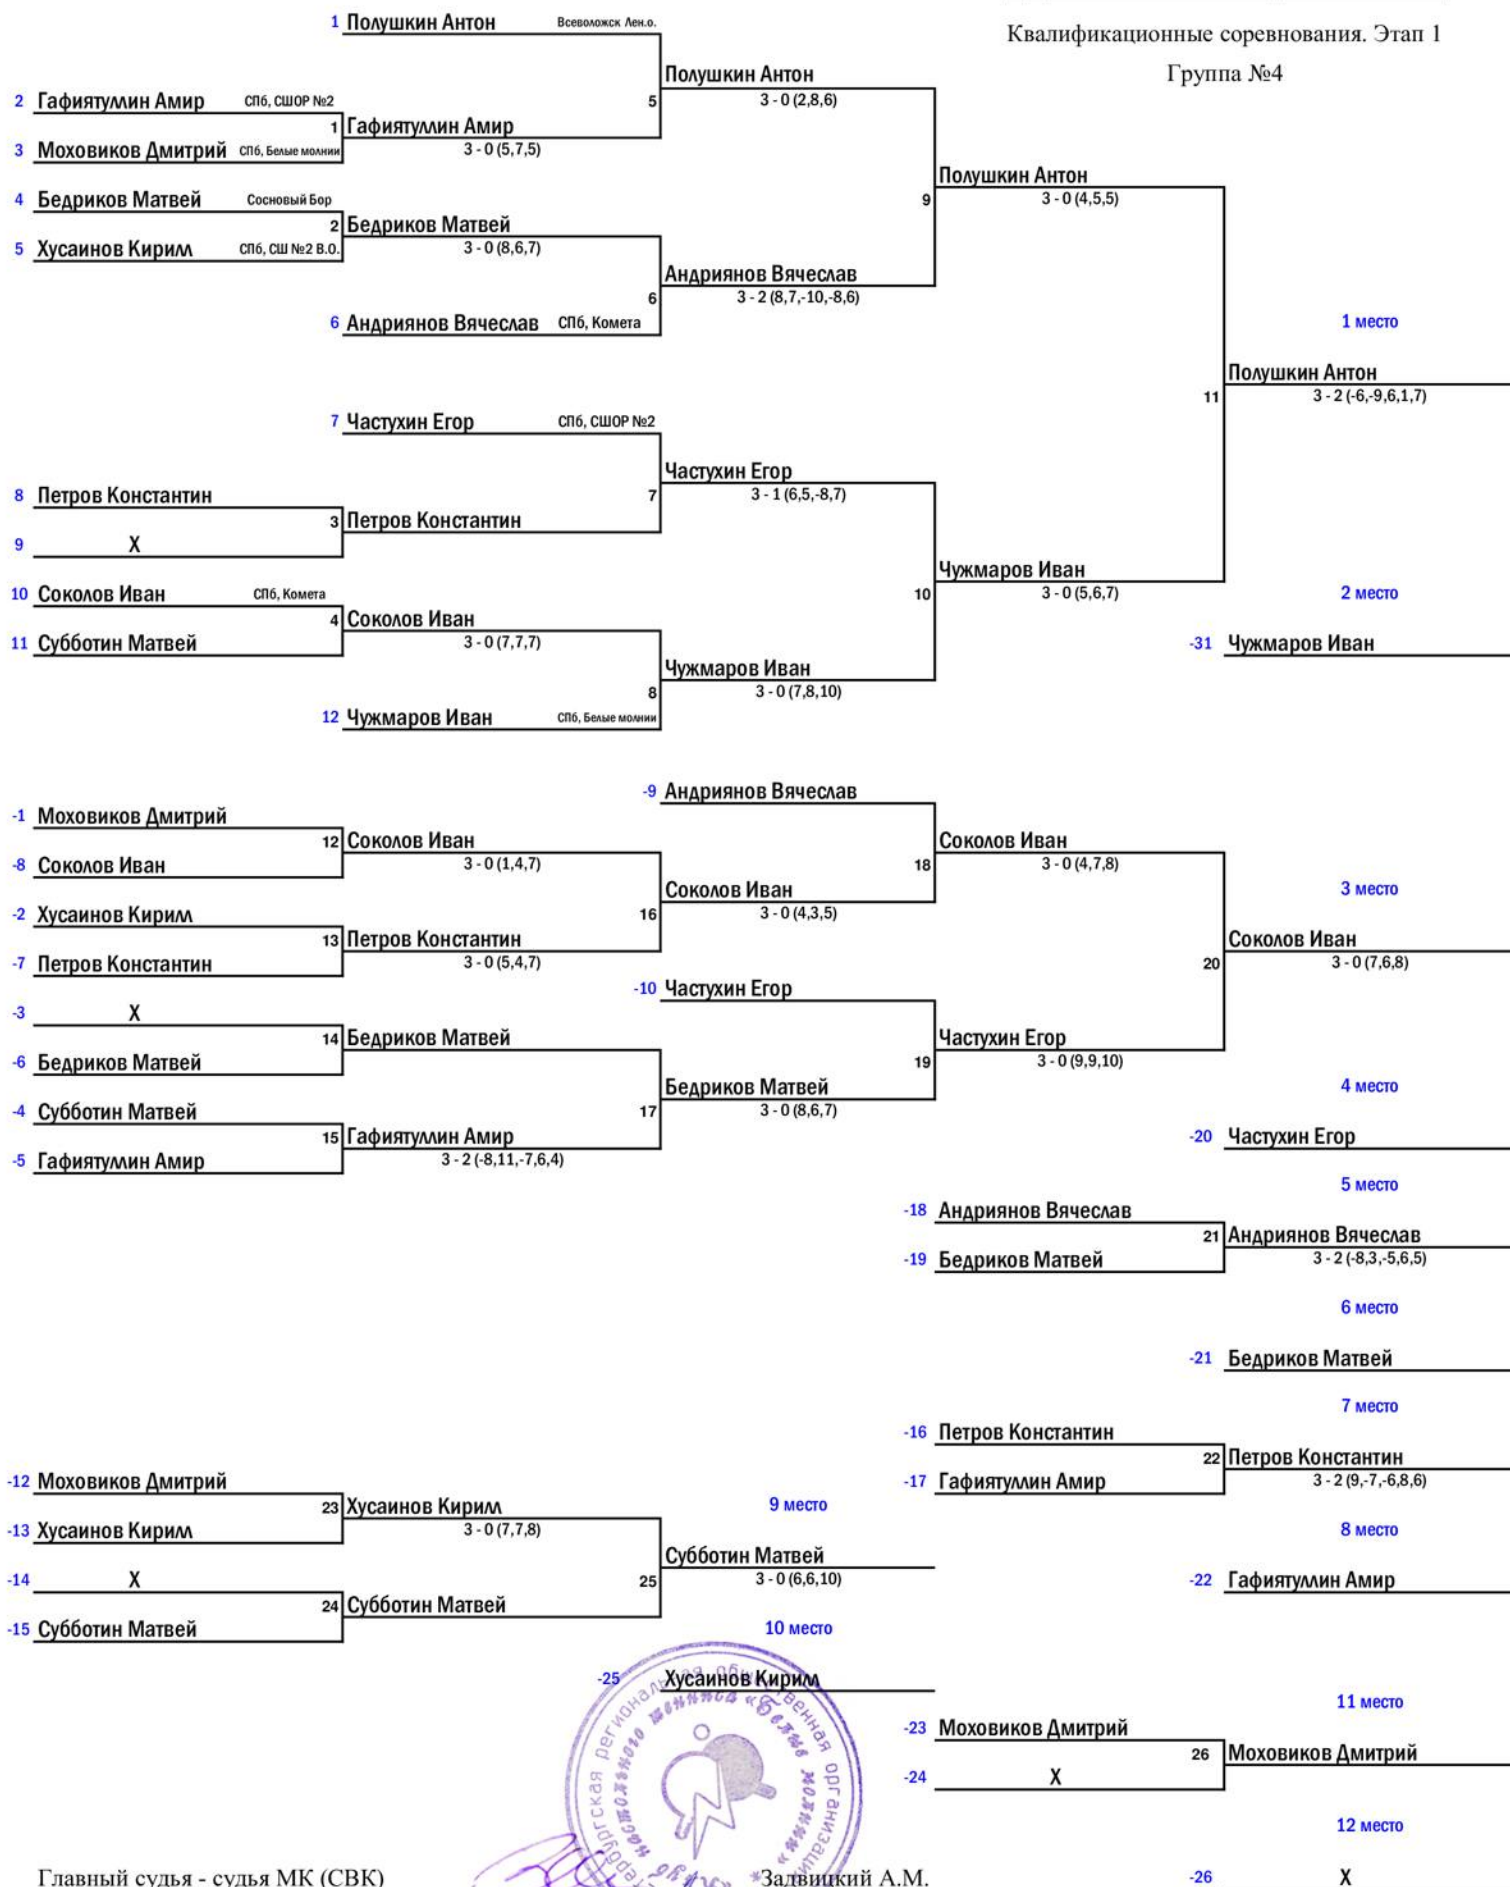 Квалификационные соревнования. Этап 1
Группа №4
1 Полушкин Антон Всеволожск Лен.о.
Полушкин Антон
5 3 - 0 (2,8,6)
2 Гафиятуллин Амир СПб, СШОР №2
1 Гафиятуллин Амир
3 - 0 (5,7,5)
3 Моховиков Дмитрий СПб, Белые молнии
Полушкин Антон
9 3 - 0 (4,5,5)
4 Бедриков Матвей Сосновый Бор
2 Бедриков Матвей
3 - 0 (8,6,7)
5 Хусаинов Кирилл СПб, СШ №2 В.О.
Андриянов Вячеслав
6 3 - 2 (8,7,-10,-8,6)
6 Андриянов Вячеслав СПб, Комета
1 место
Полушкин Антон
11 3 - 2 (-6,-9,6,1,7)
7 Частухин Егор СПб, СШОР №2
Частухин Егор
7 3 - 1 (6,5,-8,7)
8 Петров Константин
3 Петров Константин
9 X
Чужмаров Иван
10 3 - 0 (5,6,7)
2 место
10 Соколов Иван СПб, Комета
4 Соколов Иван
3 - 0 (7,7,7)
11 Субботин Матвей
-31 Чужмаров Иван
Чужмаров Иван
8 3 - 0 (7,8,10)
12 Чужмаров Иван СПб, Белые молнии
-9 Андриянов Вячеслав
-1 Моховиков Дмитрий
12 Соколов Иван
3 - 0 (1,4,7)
-8 Соколов Иван
Соколов Иван
18 3 - 0 (4,7,8)
Соколов Иван
16 3 - 0 (4,3,5)
3 место
-2 Хусаинов Кирилл
13 Петров Константин
3 - 0 (5,4,7)
-7 Петров Константин
Соколов Иван
20 3 - 0 (7,6,8)
-10 Частухин Егор
-3 X
14 Бедриков Матвей
-6 Бедриков Матвей
Частухин Егор
19 3 - 0 (9,9,10)
Бедриков Матвей
17 3 - 0 (8,6,7)
4 место
-4 Субботин Матвей
15 Гафиятуллин Амир
3 - 2 (-8,11,-7,6,4)
-5 Гафиятуллин Амир
-20 Частухин Егор
5 место
-18 Андриянов Вячеслав
21 Андриянов Вячеслав
3 - 2 (-8,3,-5,6,5)
-19 Бедриков Матвей
6 место
-21 Бедриков Матвей
7 место
-16 Петров Константин
22 Петров Константин
3 - 2 (9,-7,-6,8,6)
-17 Гафиятуллин Амир
8 место
-22 Гафиятуллин Амир
-12 Моховиков Дмитрий
23 Хусаинов Кирилл
3 - 0 (7,7,8)
-13 Хусаинов Кирилл
9 место
Субботин Матвей
25 3 - 0 (6,6,10)
-14 X
24 Субботин Матвей
-15 Субботин Матвей
10 место
-25 Хусаинов Кирилл
11 место
-23 Моховиков Дмитрий
26 Моховиков Дмитрий
-24 X
12 место
-26 X
региональная общественная организация
настольного тенниса «Белые молнии»
Главный судья - судья МК (СВК) Задвицкий А.М.